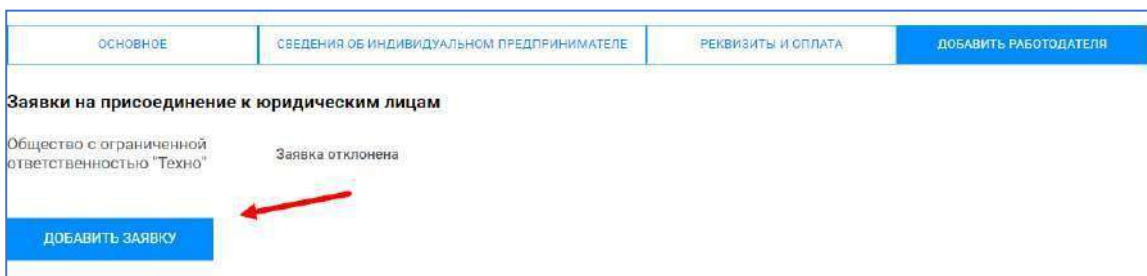 ОСНОВНОЕ
СВЕДЕНИЯ ОБ ИНДИВИДУАЛЬНОМ ПРЕДПРИНИМАТЕЛЕ
РЕКВИЗИТЫ И ОПЛАТА
ДОБАВИТЬ РАБОТОДАТЕЛЯ
Заявки на присоединение к юридическим лицам
Общество с ограниченной
ответственностью "Техно"
Заявка отклонена
ДОБАВИТЬ ЗАЯВКУ